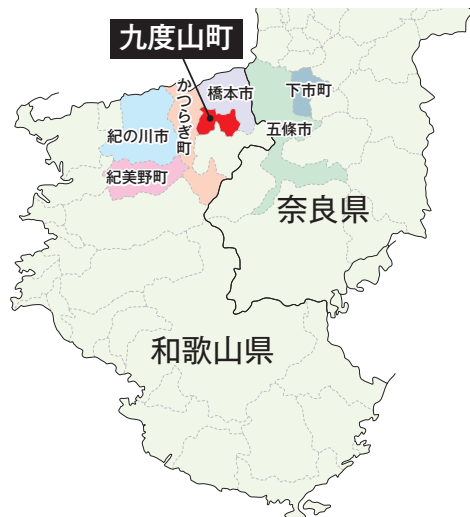 九度山町
かつらぎ町
橋本市
下市町
紀の川市
五條市
紀美野町
奈良県
和歌山県